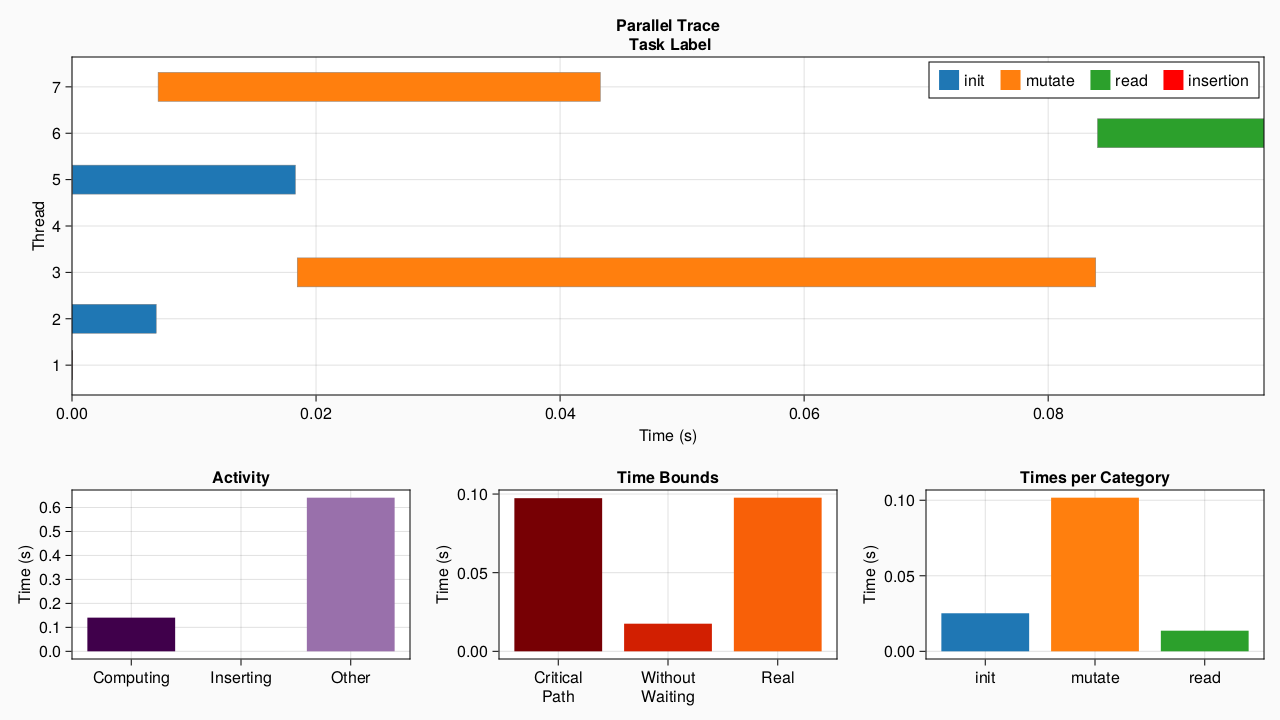 Parallel Trace
Task Label
init mutate read insertion
Thread
7
6
5
4
3
2
1
0.00 0.02 0.04 0.06 0.08
Time (s)
Activity
Time (s)
0.6
0.5
0.4
0.3
0.2
0.1
0.0
Computing Inserting Other
Time Bounds
Time (s)
0.10
0.05
0.00
Critical Path
Without Waiting
Real
Times per Category
Time (s)
0.10
0.05
0.00
init mutate read